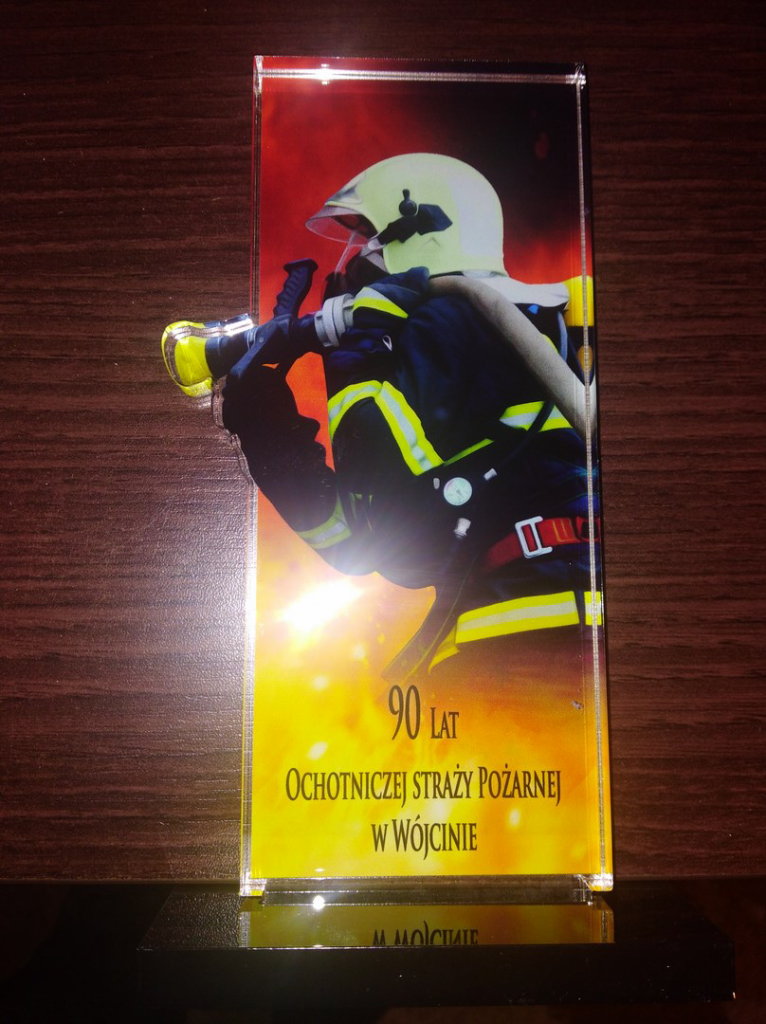 90 LAT
OCHOTNICZEJ STRAŻY POŻARNEJ
W WÓJCINIE